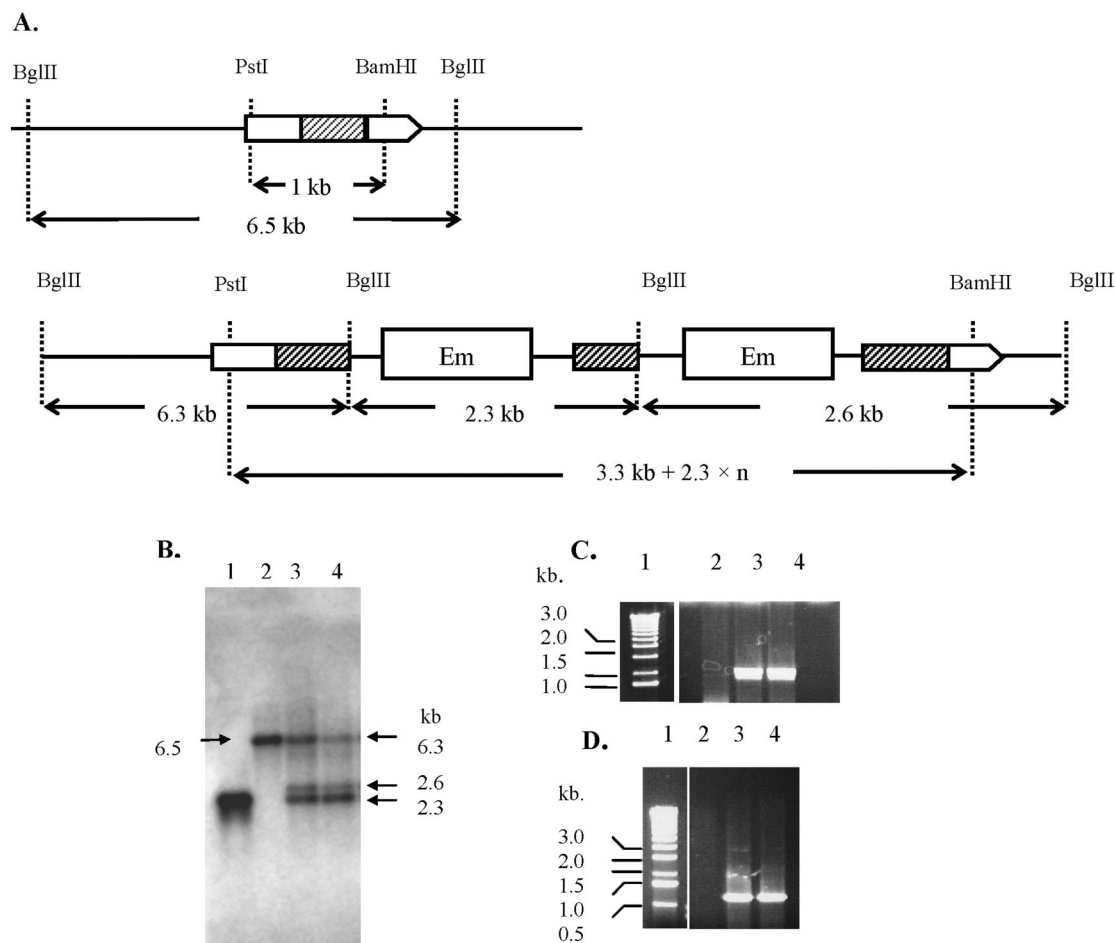 A.
BglII PstI BamHI BglII
1 kb
6.5 kb
BglII PstI BglII BglII BamHI BglII
Em Em
6.3 kb 2.3 kb 2.6 kb
3.3 kb + 2.3 × n
B.
1 2 3 4
kb
6.5 6.3
2.6
2.3
C.
1 2 3 4
kb.
3.0
2.0
1.5
1.0
D.
1 2 3 4
kb.
3.0
2.0
1.5
1.0
0.5